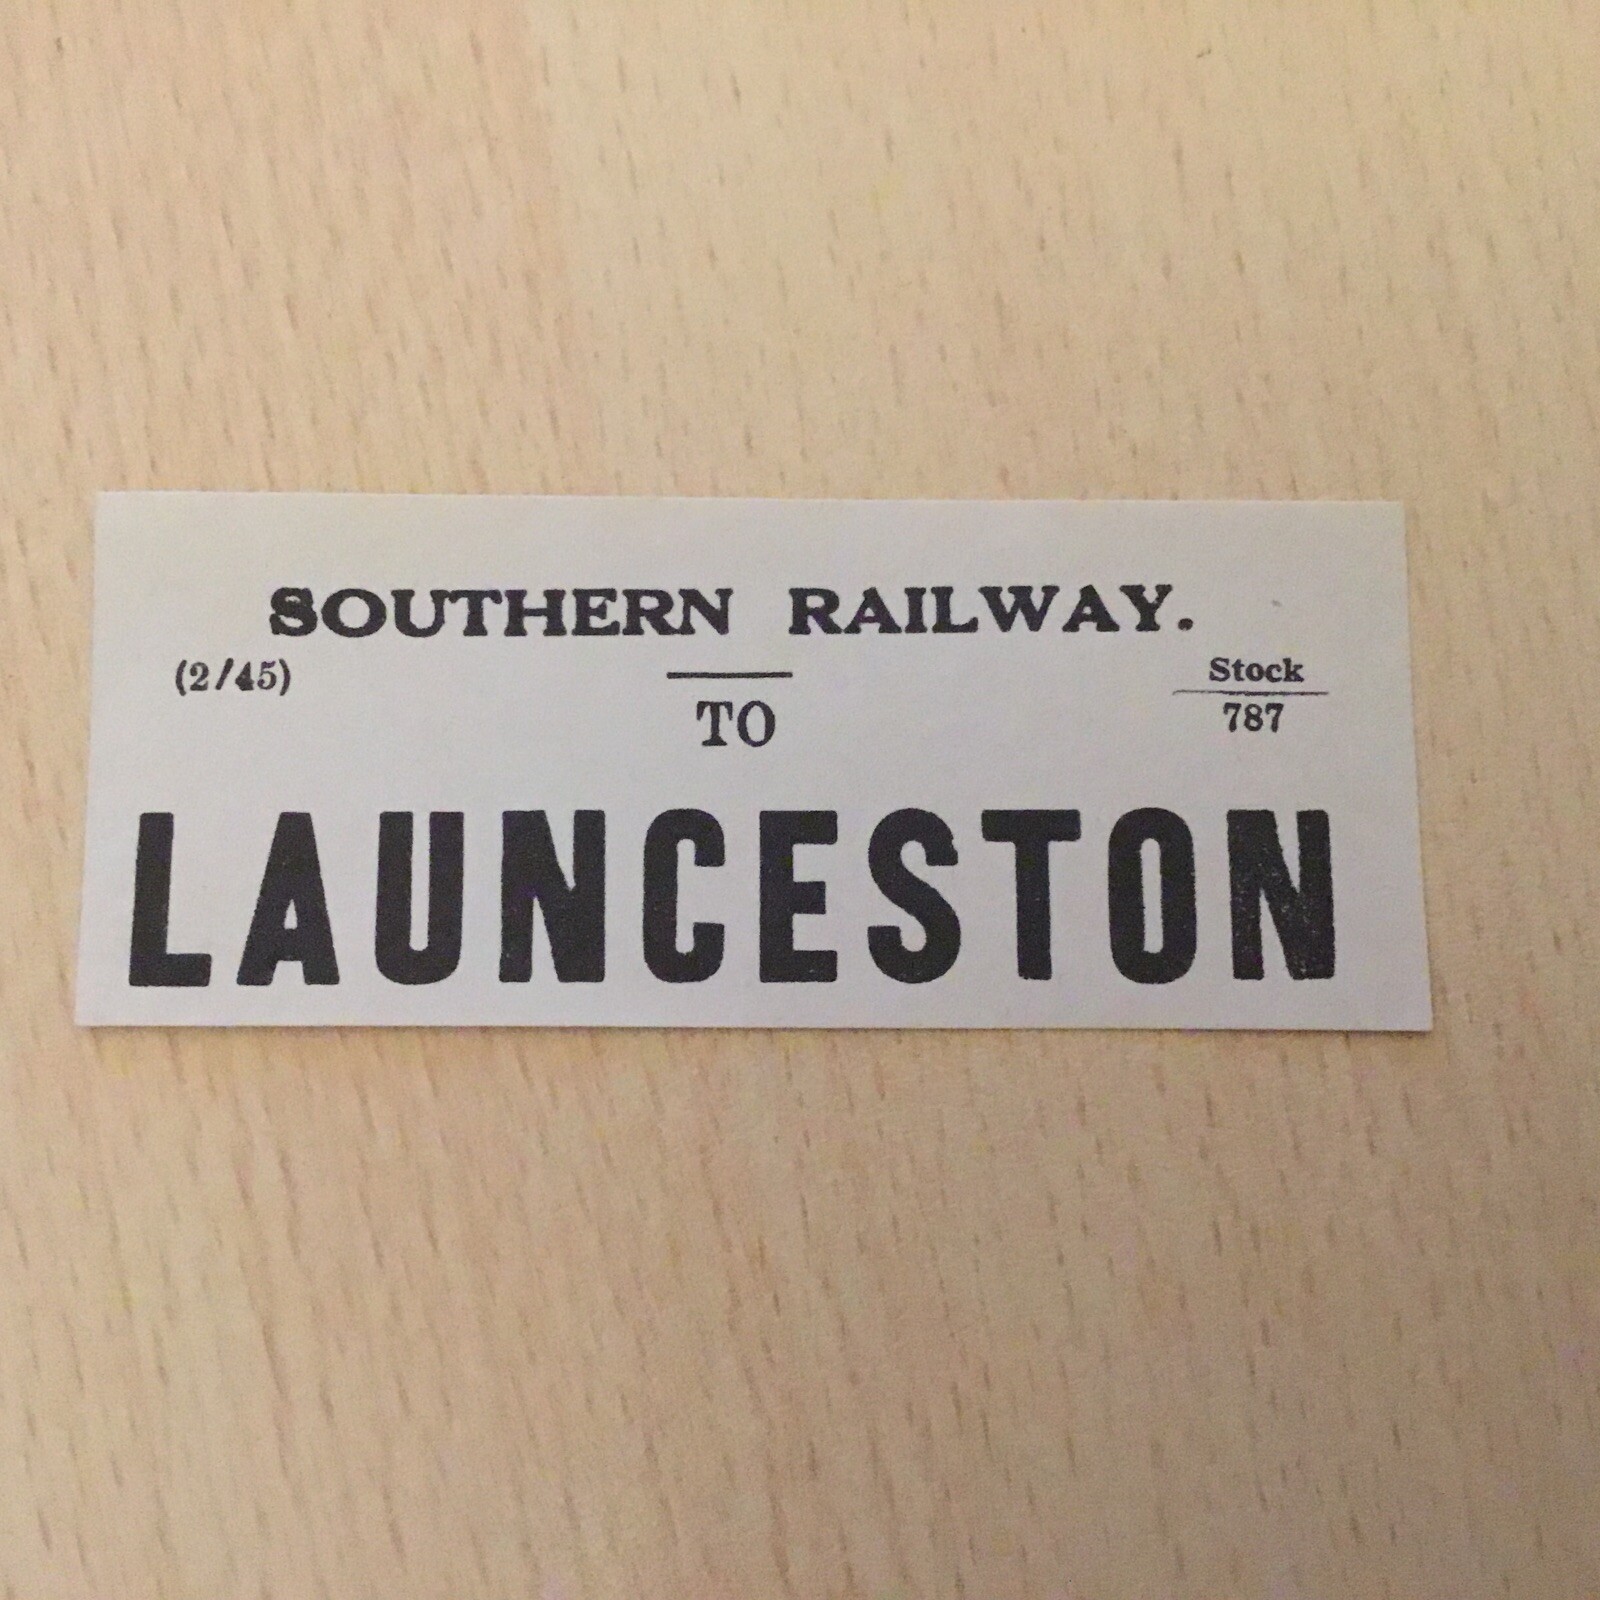 SOUTHERN RAILWAY.
(2/45)
Stock
787
TO
LAUNCESTON